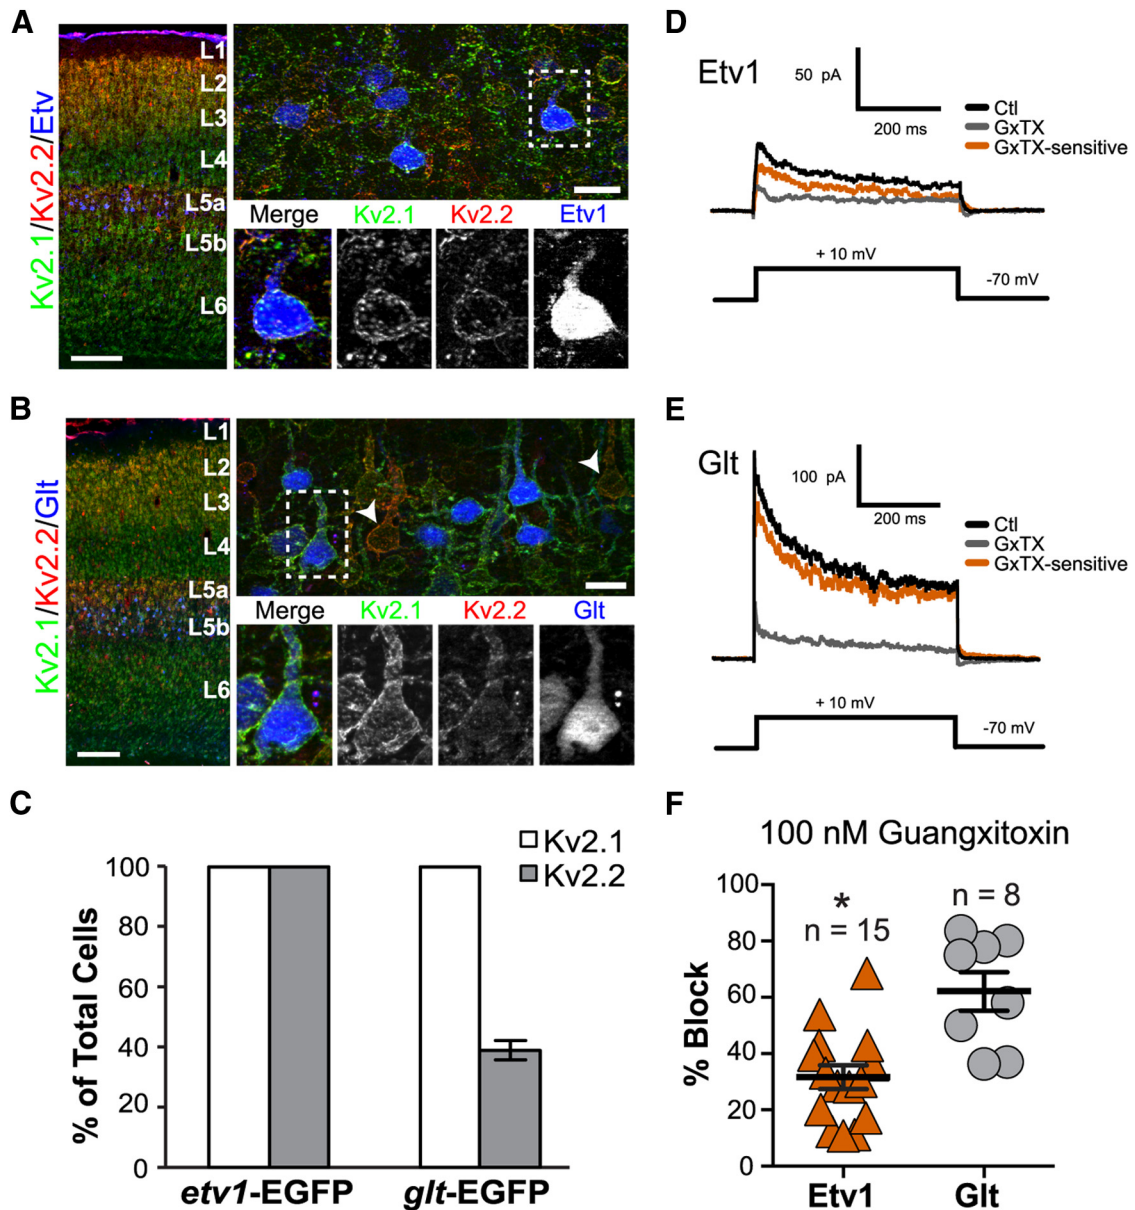 A
Kv2.1/Kv2.2/Etv
L1
L2
L3
L4
L5a
L5b
L6
Merge Kv2.1 Kv2.2 Etv1
B
Kv2.1/Kv2.2/Glt
L1
L2
L3
L4
L5a
L5b
L6
Merge Kv2.1 Kv2.2 Glt
C
Kv2.1
Kv2.2
% of Total Cells
100
80
60
40
20
0
etv1-EGFP glt-EGFP
D
Etv1
50 pA
200 ms
Ctl
GxTX
GxTX-sensitive
+ 10 mV
-70 mV
E
Glt
100 pA
200 ms
Ctl
GxTX
GxTX-sensitive
+ 10 mV
-70 mV
F
100 nM Guangxitoxin
% Block
100
80
60
40
20
0
*
n = 15
n = 8
Etv1 Glt